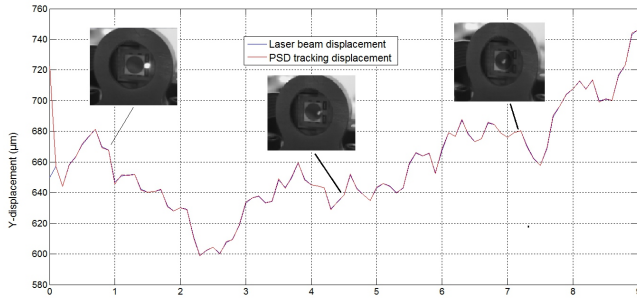 760
740
720
700
680
660
640
620
600
580
Y-displacement (µm)
Laser beam displacement
PSD tracking displacement
0 1 2 3 4 5 6 7 8 9